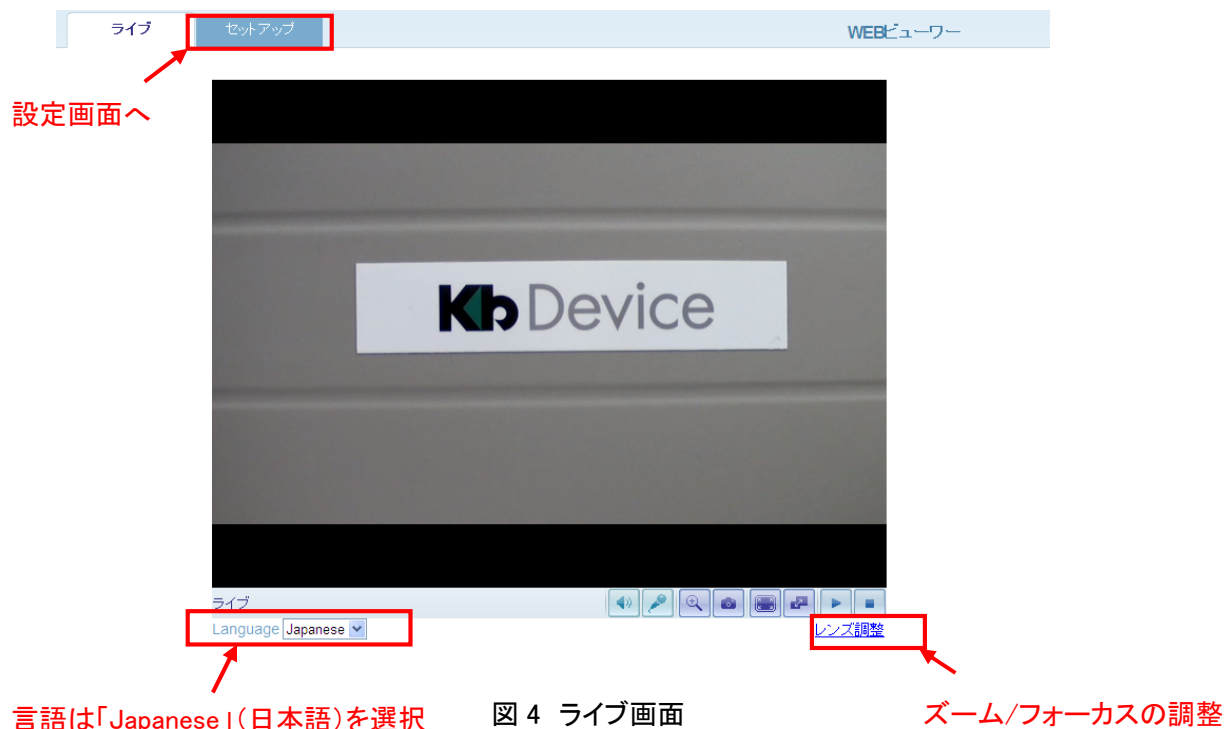 ライブ
セットアップ
WEBビューワー
設定画面へ
Kb Device
ライブ
Language Japanese
レンズ調整
言語は「Japanese」(日本語)を選択
図 4 ライブ画面
ズーム/フォーカスの調整